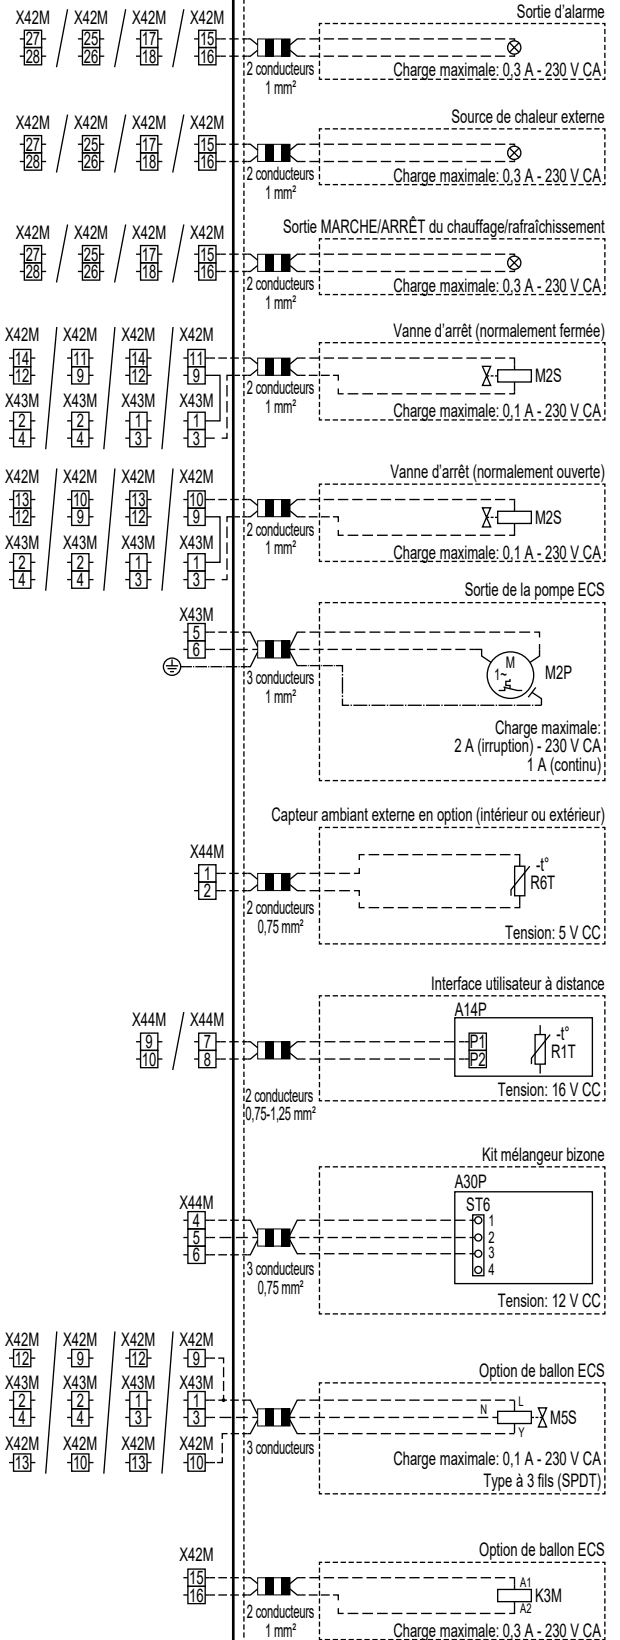 Sortie d'alarme
X42M / X42M / X42M / X42M
27 25 17 15
28 26 18 16
2 conducteurs
1 mm²
Charge maximale: 0,3 A - 230 V CA
Source de chaleur externe
X42M / X42M / X42M / X42M
27 25 17 15
28 26 18 16
2 conducteurs
1 mm²
Charge maximale: 0,3 A - 230 V CA
Sortie MARCHE/ARRÊT du chauffage/rafraîchissement
X42M / X42M / X42M / X42M
27 25 17 15
28 26 18 16
2 conducteurs
1 mm²
Charge maximale: 0,3 A - 230 V CA
Vanne d'arrêt (normalement fermée)
X42M / X42M / X42M / X42M
14 11 14 11
12 9 12 9
X43M X43M X43M X43M
2 2 1 1
4 4 3 3
2 conducteurs
1 mm²
M2S
Charge maximale: 0,1 A - 230 V CA
Vanne d'arrêt (normalement ouverte)
X42M / X42M / X42M / X42M
13 10 13 10
12 9 12 9
X43M X43M X43M X43M
2 2 1 1
4 4 3 3
2 conducteurs
1 mm²
M2S
Charge maximale: 0,1 A - 230 V CA
Sortie de la pompe ECS
X43M
5
6
3 conducteurs
1 mm²
M
1~
M2P
Charge maximale:
2 A (irruption) - 230 V CA
1 A (continu)
Capteur ambiant externe en option (intérieur ou extérieur)
X44M
1
2
2 conducteurs
0,75 mm²
-t°
R6T
Tension: 5 V CC
Interface utilisateur à distance
X44M / X44M
9 7
10 8
2 conducteurs
0,75-1,25 mm²
A14P
P1
P2
-t°
R1T
Tension: 16 V CC
Kit mélangeur bizone
X44M
4
5
6
3 conducteurs
0,75 mm²
A30P
ST6
1
2
3
4
Tension: 12 V CC
Option de ballon ECS
X42M / X42M / X42M / X42M
12 9 12 9
X43M X43M X43M X43M
2 2 1 1
4 4 3 3
X42M X42M X42M X42M
13 10 13 10
3 conducteurs
N
L
Y
M5S
Charge maximale: 0,1 A - 230 V CA
Type à 3 fils (SPDT)
Option de ballon ECS
X42M
15
16
2 conducteurs
1 mm²
A1
A2
K3M
Charge maximale: 0,3 A - 230 V CA